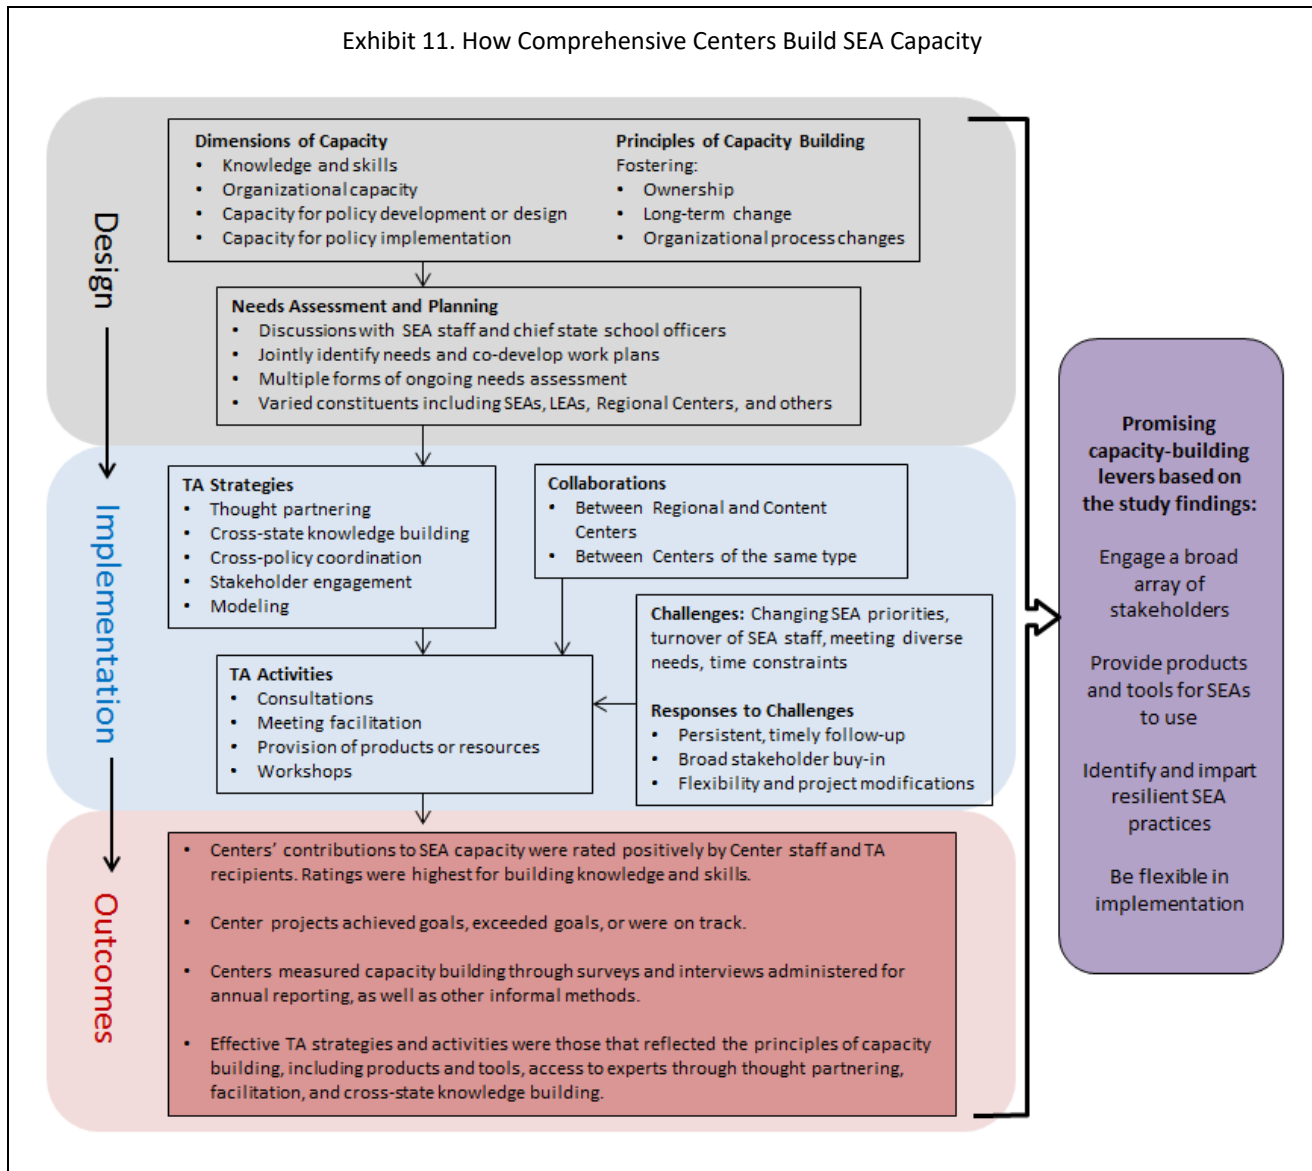 Exhibit 11. How Comprehensive Centers Build SEA Capacity
Design
Dimensions of Capacity
• Knowledge and skills
• Organizational capacity
• Capacity for policy development or design
• Capacity for policy implementation
Principles of Capacity Building
Fostering:
• Ownership
• Long-term change
• Organizational process changes
Needs Assessment and Planning
• Discussions with SEA staff and chief state school officers
• Jointly identify needs and co-develop work plans
• Multiple forms of ongoing needs assessment
• Varied constituents including SEAs, LEAs, Regional Centers, and others
Implementation
TA Strategies
• Thought partnering
• Cross-state knowledge building
• Cross-policy coordination
• Stakeholder engagement
• Modeling
Collaborations
• Between Regional and Content
Centers
• Between Centers of the same type
Challenges: Changing SEA priorities,
turnover of SEA staff, meeting diverse
needs, time constraints
Responses to Challenges
• Persistent, timely follow-up
• Broad stakeholder buy-in
• Flexibility and project modifications
TA Activities
• Consultations
• Meeting facilitation
• Provision of products or resources
• Workshops
Outcomes
• Centers’ contributions to SEA capacity were rated positively by Center staff and TA
recipients. Ratings were highest for building knowledge and skills.
• Center projects achieved goals, exceeded goals, or were on track.
• Centers measured capacity building through surveys and interviews administered for
annual reporting, as well as other informal methods.
• Effective TA strategies and activities were those that reflected the principles of capacity
building, including products and tools, access to experts through thought partnering,
facilitation, and cross-state knowledge building.
Promising
capacity-building
levers based on
the study findings:
Engage a broad
array of
stakeholders
Provide products
and tools for SEAs
to use
Identify and impart
resilient SEA
practices
Be flexible in
implementation